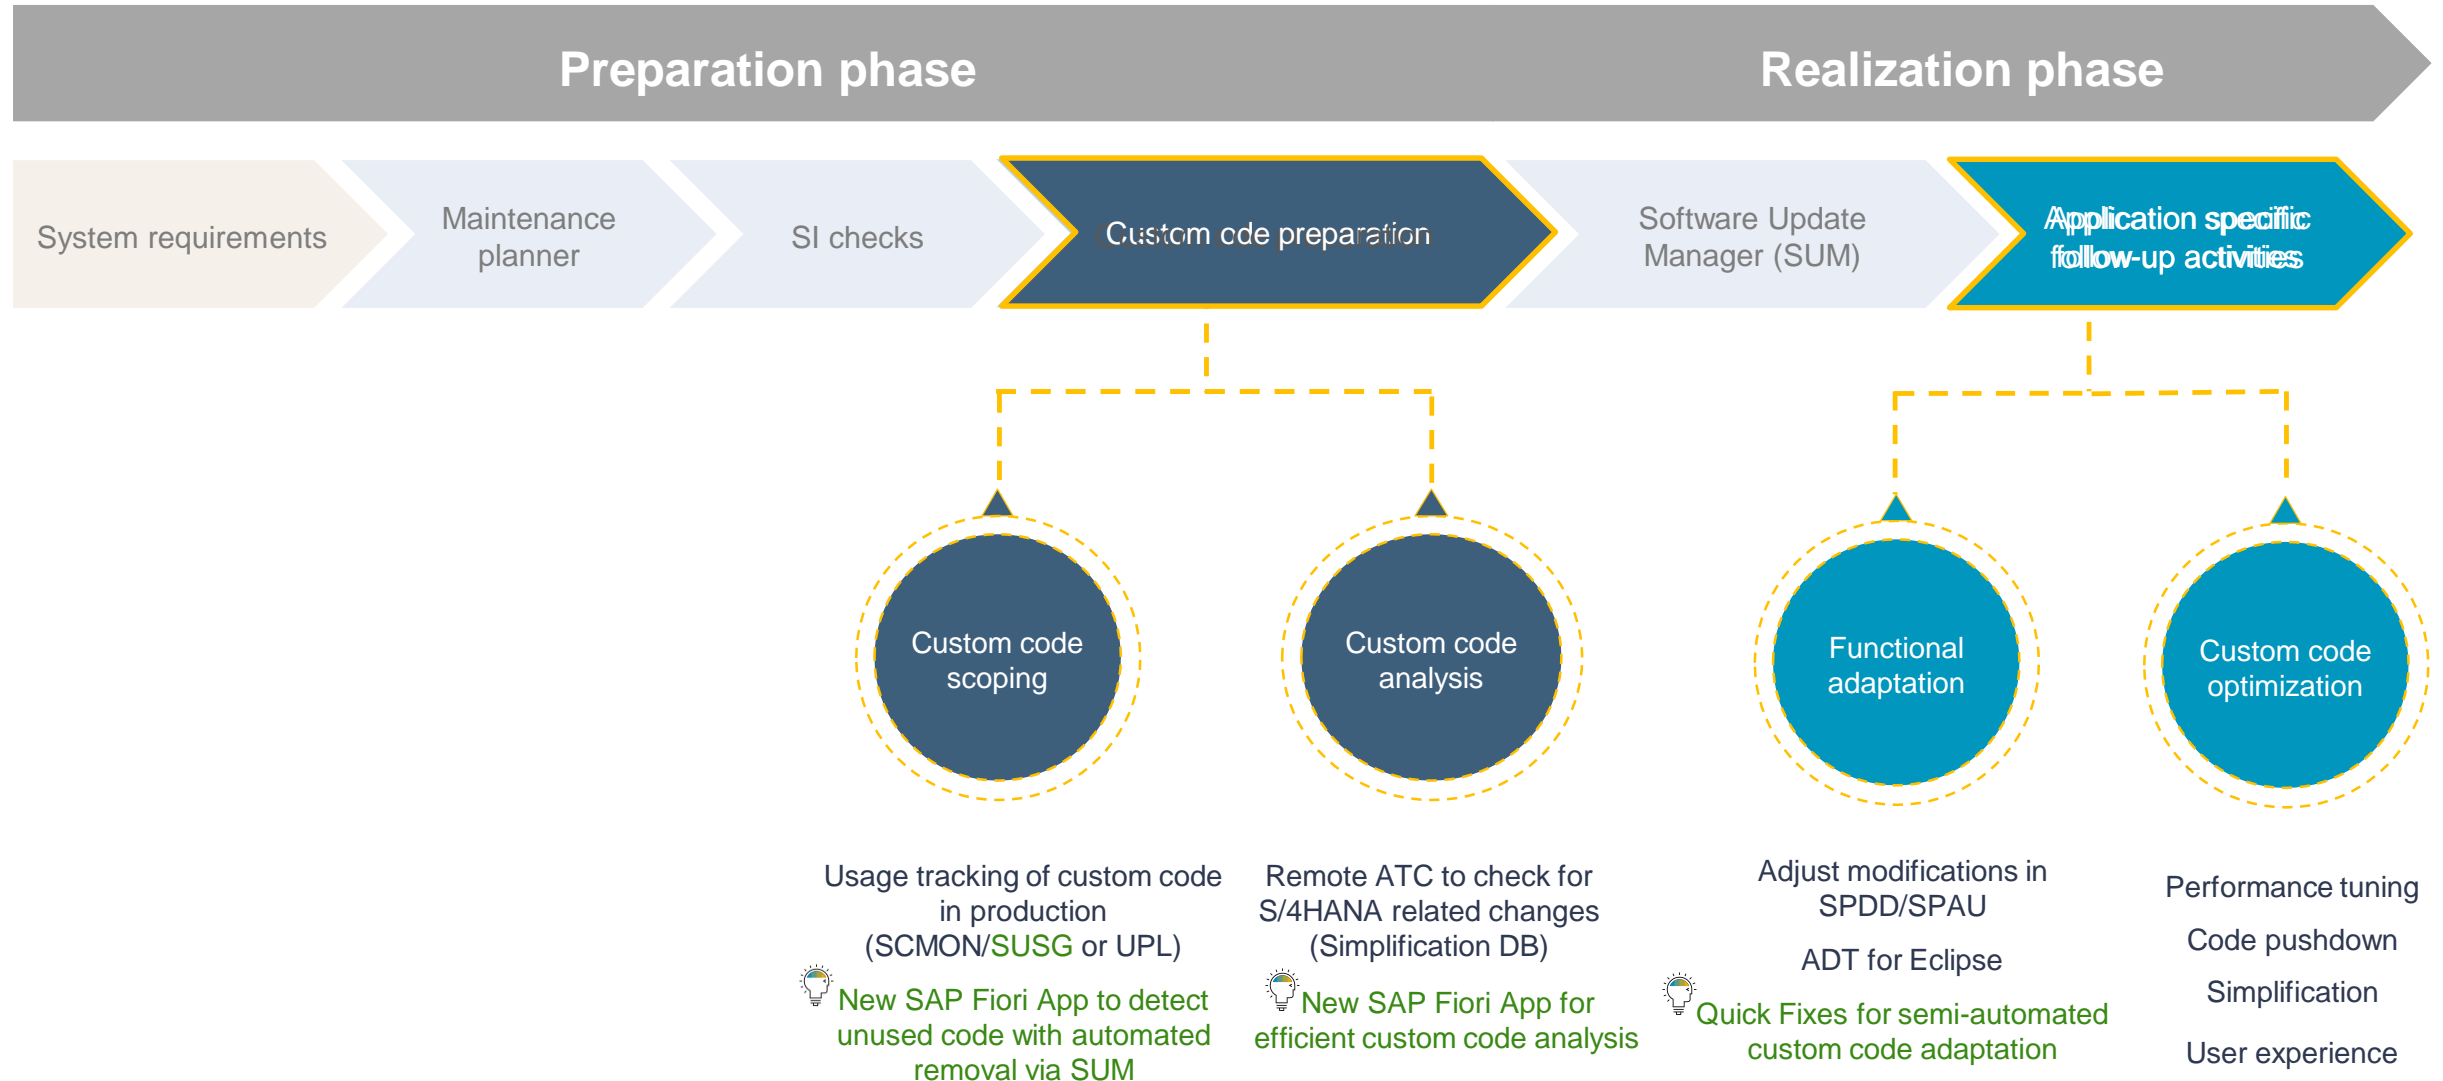 Preparation phase
Realization phase
System requirements
Maintenance
planner
SI checks
Custom code preparation
Software Update
Manager (SUM)
Application specific
follow-up activities
Custom code
scoping
Custom code
analysis
Functional
adaptation
Custom code
optimization
Usage tracking of custom code
in production
(SCMON/SUSG or UPL)
New SAP Fiori App to detect
unused code with automated
removal via SUM
Remote ATC to check for
S/4HANA related changes
(Simplification DB)
New SAP Fiori App for
efficient custom code analysis
Adjust modifications in
SPDD/SPAU
ADT for Eclipse
Quick Fixes for semi-automated
custom code adaptation
Performance tuning
Code pushdown
Simplification
User experience